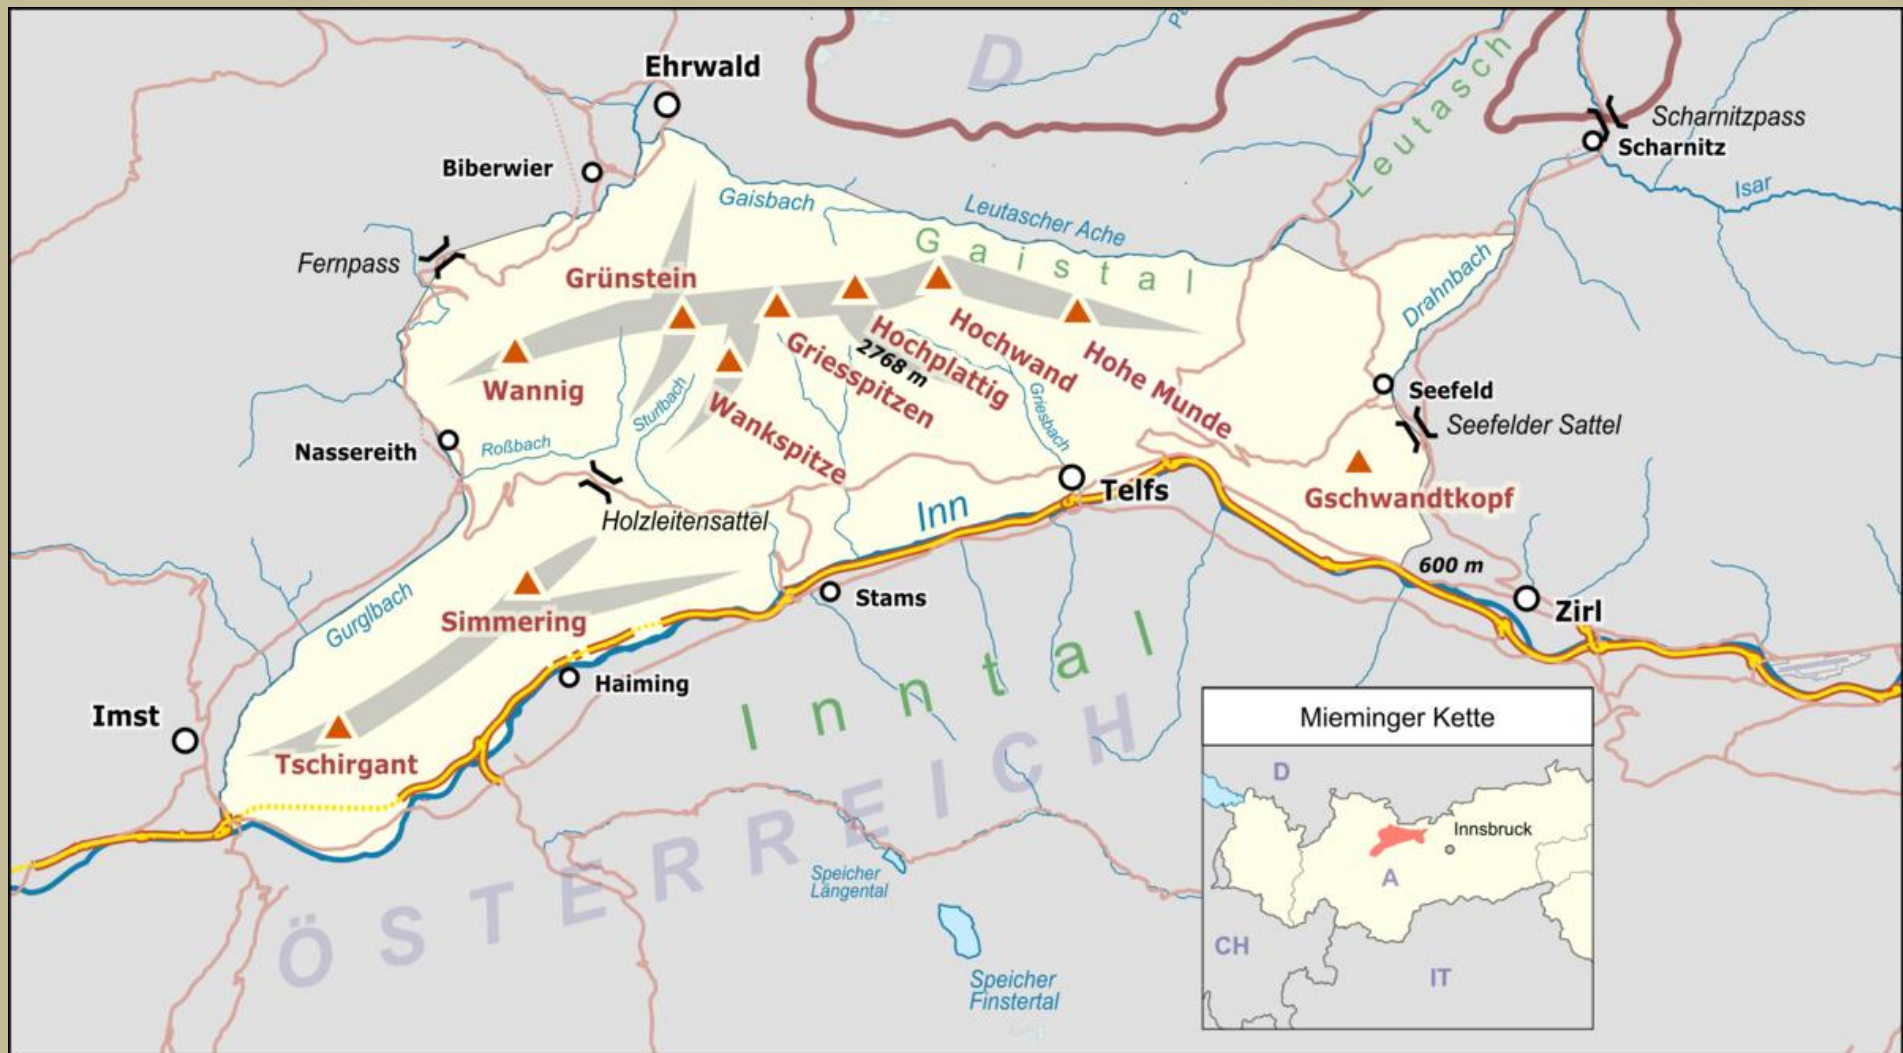 D
Ehrwald
Leutasch
Scharnitzpass
Scharnitz
Biberwier
Isar
Gaisbach
Leutascher Ache
Fernpass
Gaistal
Drahnbach
Grünstein
Wannig
Griesspitzen
Hochplattig
2768 m
Hochwand
Hohe Munde
Seefeld
Seefelder Sattel
Sturlbach
Wankspitze
Griesbach
Nassereith
Roßbach
Telfs
Gschwandtkopf
Holzleitensattel
Inn
600 m
Simmering
Gurglbach
Stams
Zirl
Haiming
Inntal
Imst
Tschirgant
ÖSTERREICH
Speicher
Längental
Speicher
Finstertal
Mieminger Kette
D
Innsbruck
A
CH
IT